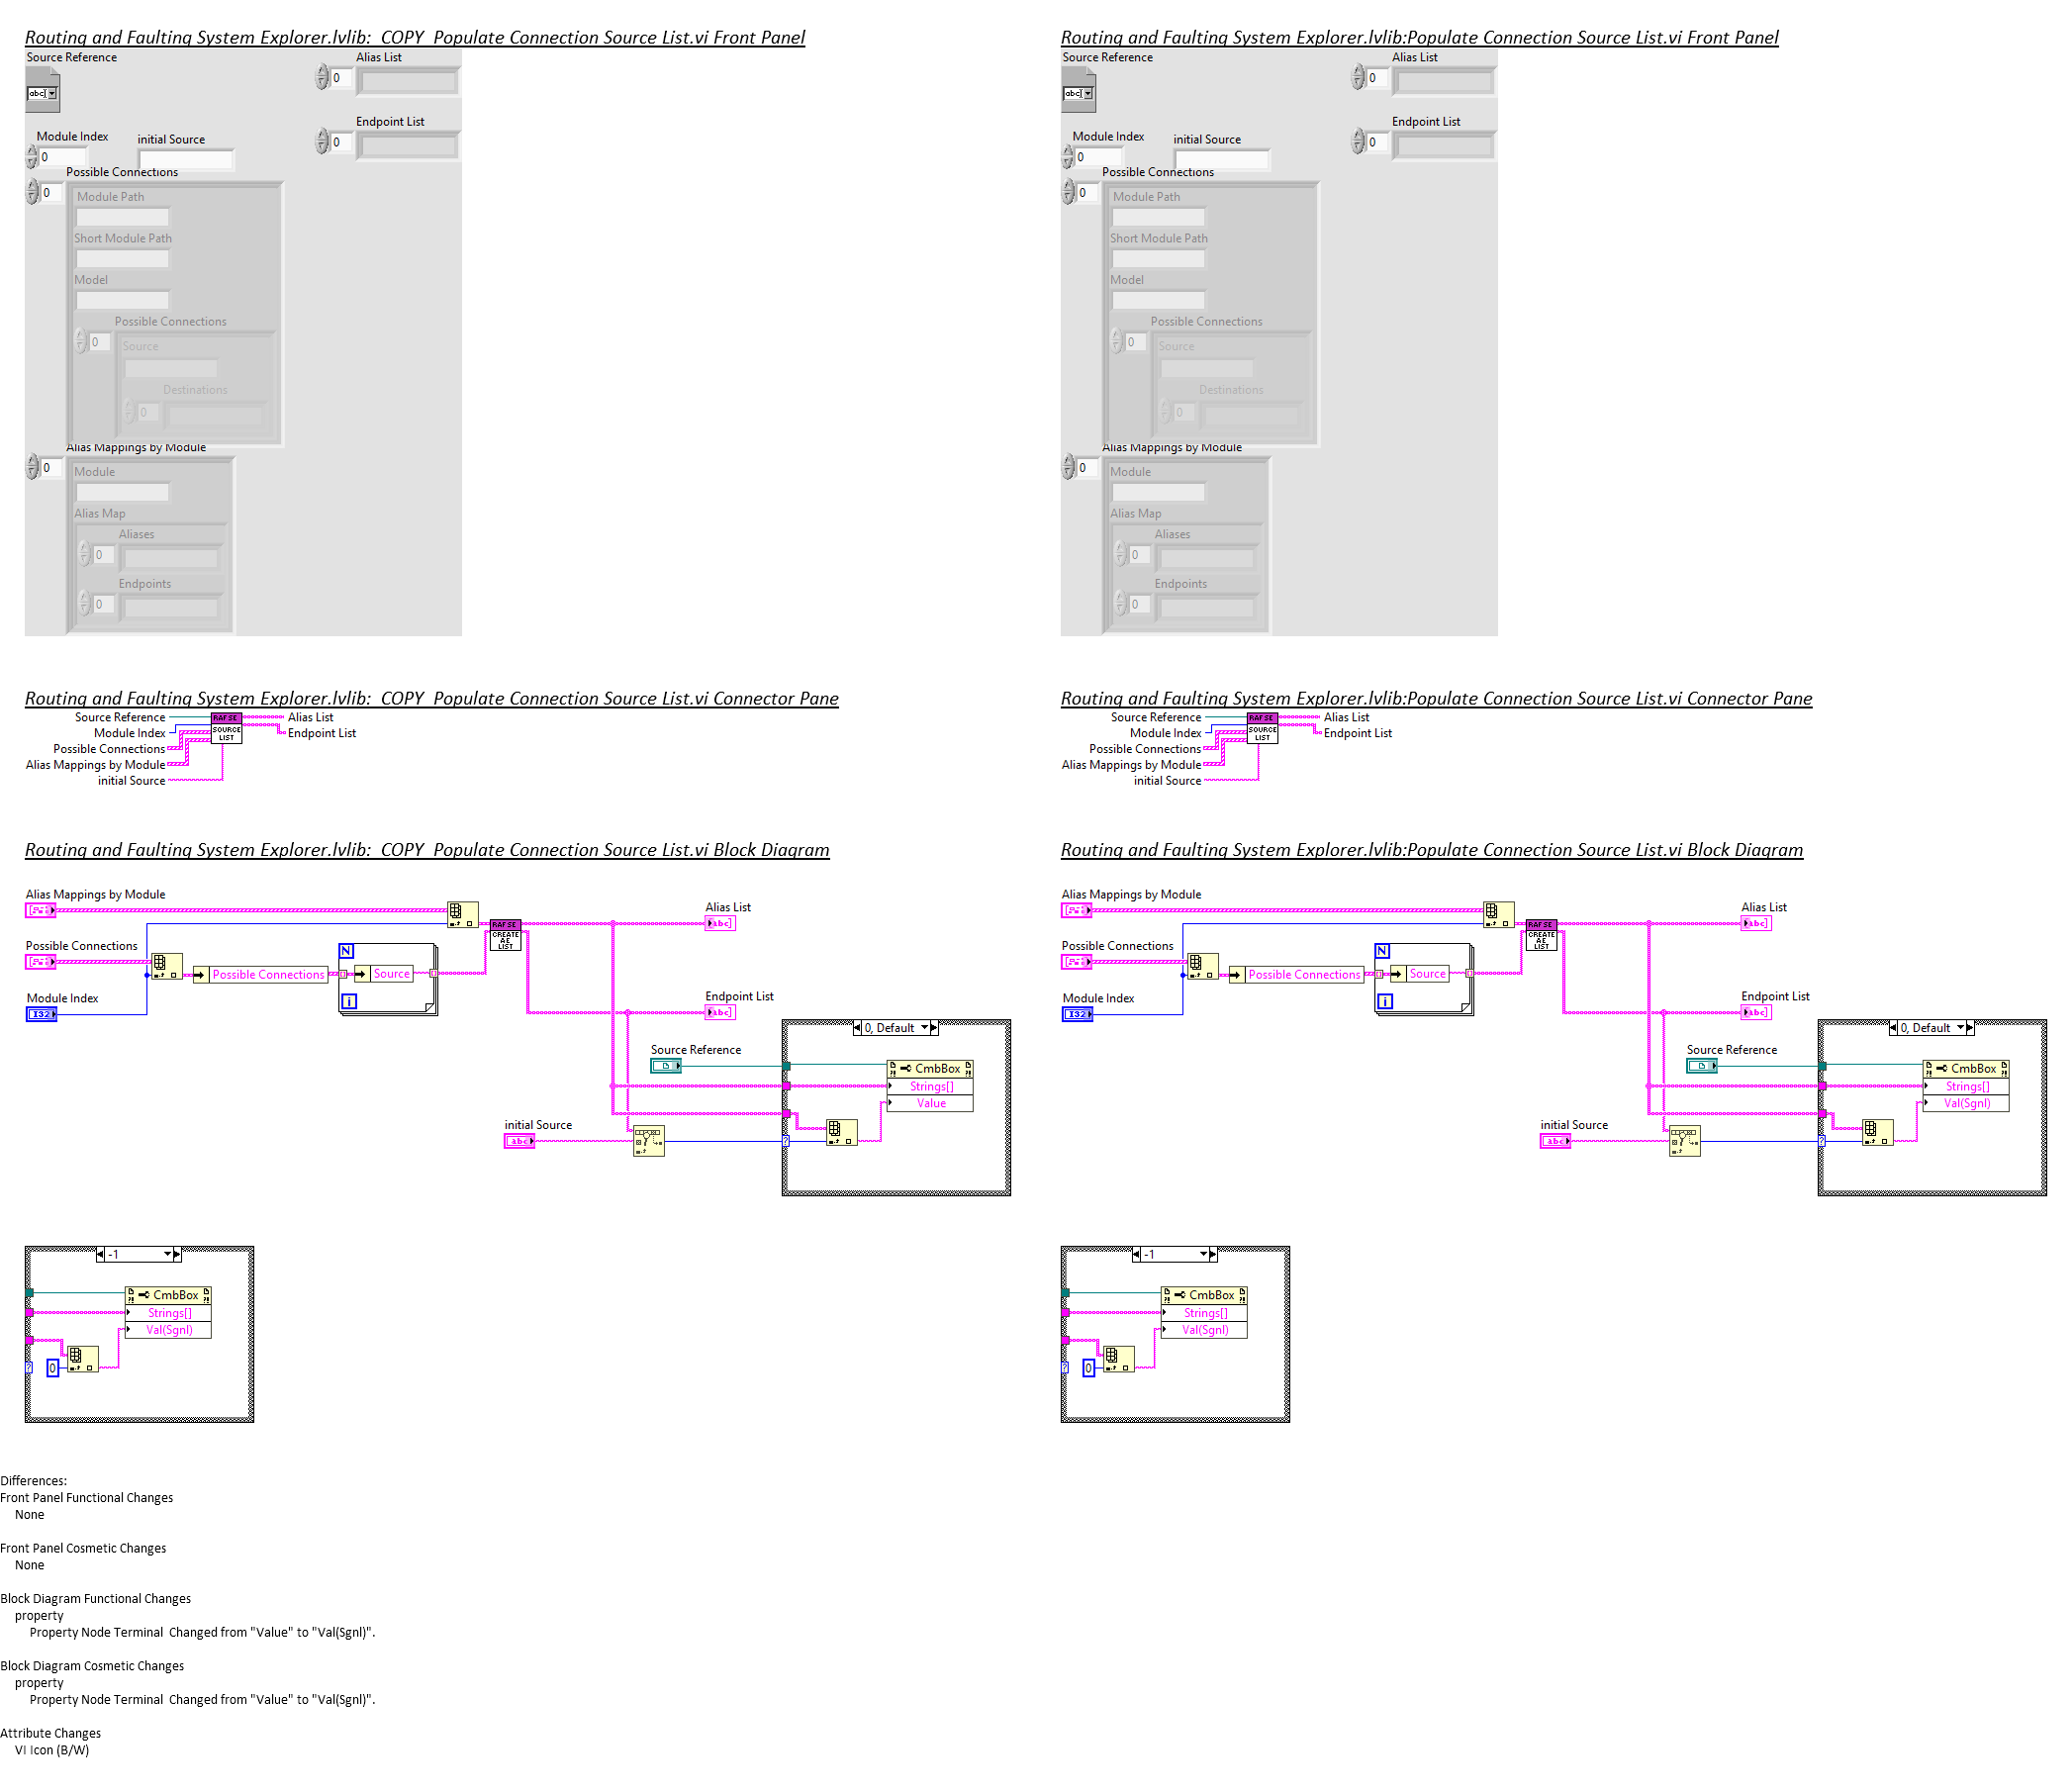 Routing and Faulting System Explorer.lvlib:  COPY  Populate Connection Source List.vi Front Panel
Source Reference
Alias List
abc
0
Endpoint List
0
Module Index
initial Source
0
Possible Connections
0
Module Path
Short Module Path
Model
Possible Connections
0
Source
Destinations
0
Alias Mappings by Module
0
Module
Alias Map
Aliases
0
Endpoints
0
Routing and Faulting System Explorer.lvlib:Populate Connection Source List.vi Front Panel
Source Reference
Alias List
abc
0
Endpoint List
0
Module Index
initial Source
0
Possible Connections
0
Module Path
Short Module Path
Model
Possible Connections
0
Source
Destinations
0
Alias Mappings by Module
0
Module
Alias Map
Aliases
0
Endpoints
0
Routing and Faulting System Explorer.lvlib:  COPY  Populate Connection Source List.vi Connector Pane
Source Reference
Module Index
Possible Connections
Alias Mappings by Module
initial Source
RAF SE
SOURCE
LIST
Alias List
Endpoint List
Routing and Faulting System Explorer.lvlib:Populate Connection Source List.vi Connector Pane
Source Reference
Module Index
Possible Connections
Alias Mappings by Module
initial Source
RAF SE
SOURCE
LIST
Alias List
Endpoint List
Routing and Faulting System Explorer.lvlib:  COPY  Populate Connection Source List.vi Block Diagram
Alias Mappings by Module
Possible Connections
Module Index
I32
Possible Connections
N
Source
i
RAF SE
CREATE
AE
LIST
Alias List
abc
Endpoint List
abc
Source Reference
initial Source
abc
0, Default
CmbBox
Strings[]
Value
?
-1
CmbBox
Strings[]
Val(Sgnl)
?
0
Routing and Faulting System Explorer.lvlib:Populate Connection Source List.vi Block Diagram
Alias Mappings by Module
Possible Connections
Module Index
I32
Possible Connections
N
Source
i
RAF SE
CREATE
AE
LIST
Alias List
abc
Endpoint List
abc
Source Reference
initial Source
abc
0, Default
CmbBox
Strings[]
Val(Sgnl)
?
-1
CmbBox
Strings[]
Val(Sgnl)
?
0
Differences:
Front Panel Functional Changes
None
Front Panel Cosmetic Changes
None
Block Diagram Functional Changes
property
Property Node Terminal  Changed from "Value" to "Val(Sgnl)".
Block Diagram Cosmetic Changes
property
Property Node Terminal  Changed from "Value" to "Val(Sgnl)".
Attribute Changes
VI Icon (B/W)